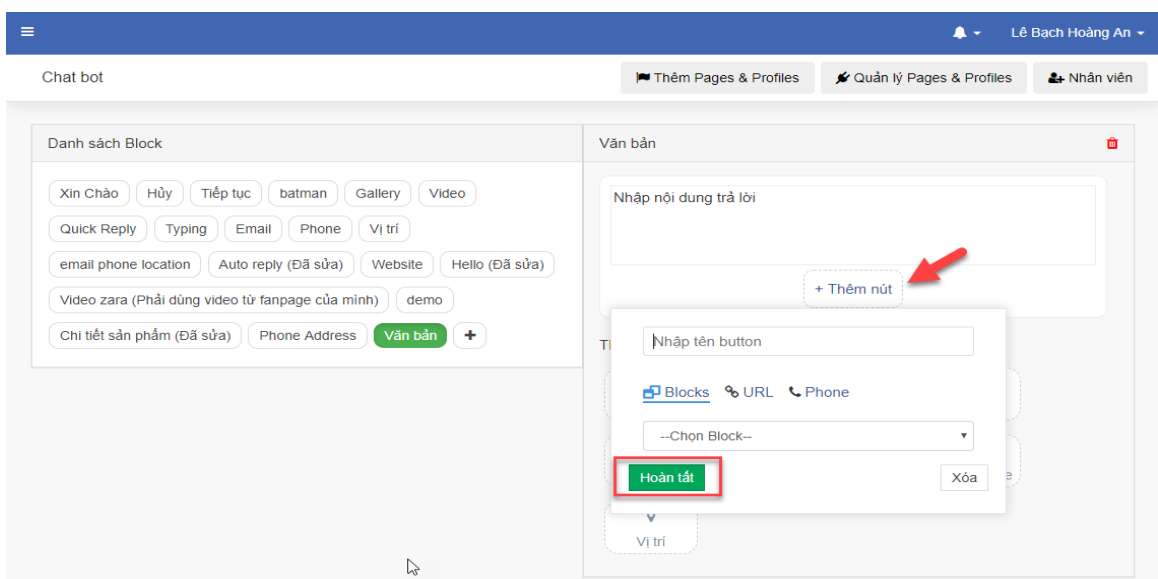 Lê Bạch Hoàng An
Chat bot
Thêm Pages & Profiles
Quản lý Pages & Profiles
Nhân viên
Danh sách Block
Xin Chào Hủy Tiếp tục batman Gallery Video
Quick Reply Typing Email Phone Vị trí
email phone location Auto reply (Đã sửa) Website Hello (Đã sửa)
Video zara (Phải dùng video từ fanpage của mình) demo
Chi tiết sản phẩm (Đã sửa) Phone Address Văn bản +
Văn bản
Nhập nội dung trả lời
+ Thêm nút
Nhập tên button
Blocks URL Phone
--Chọn Block--
Hoàn tất Xóa
Vị trí